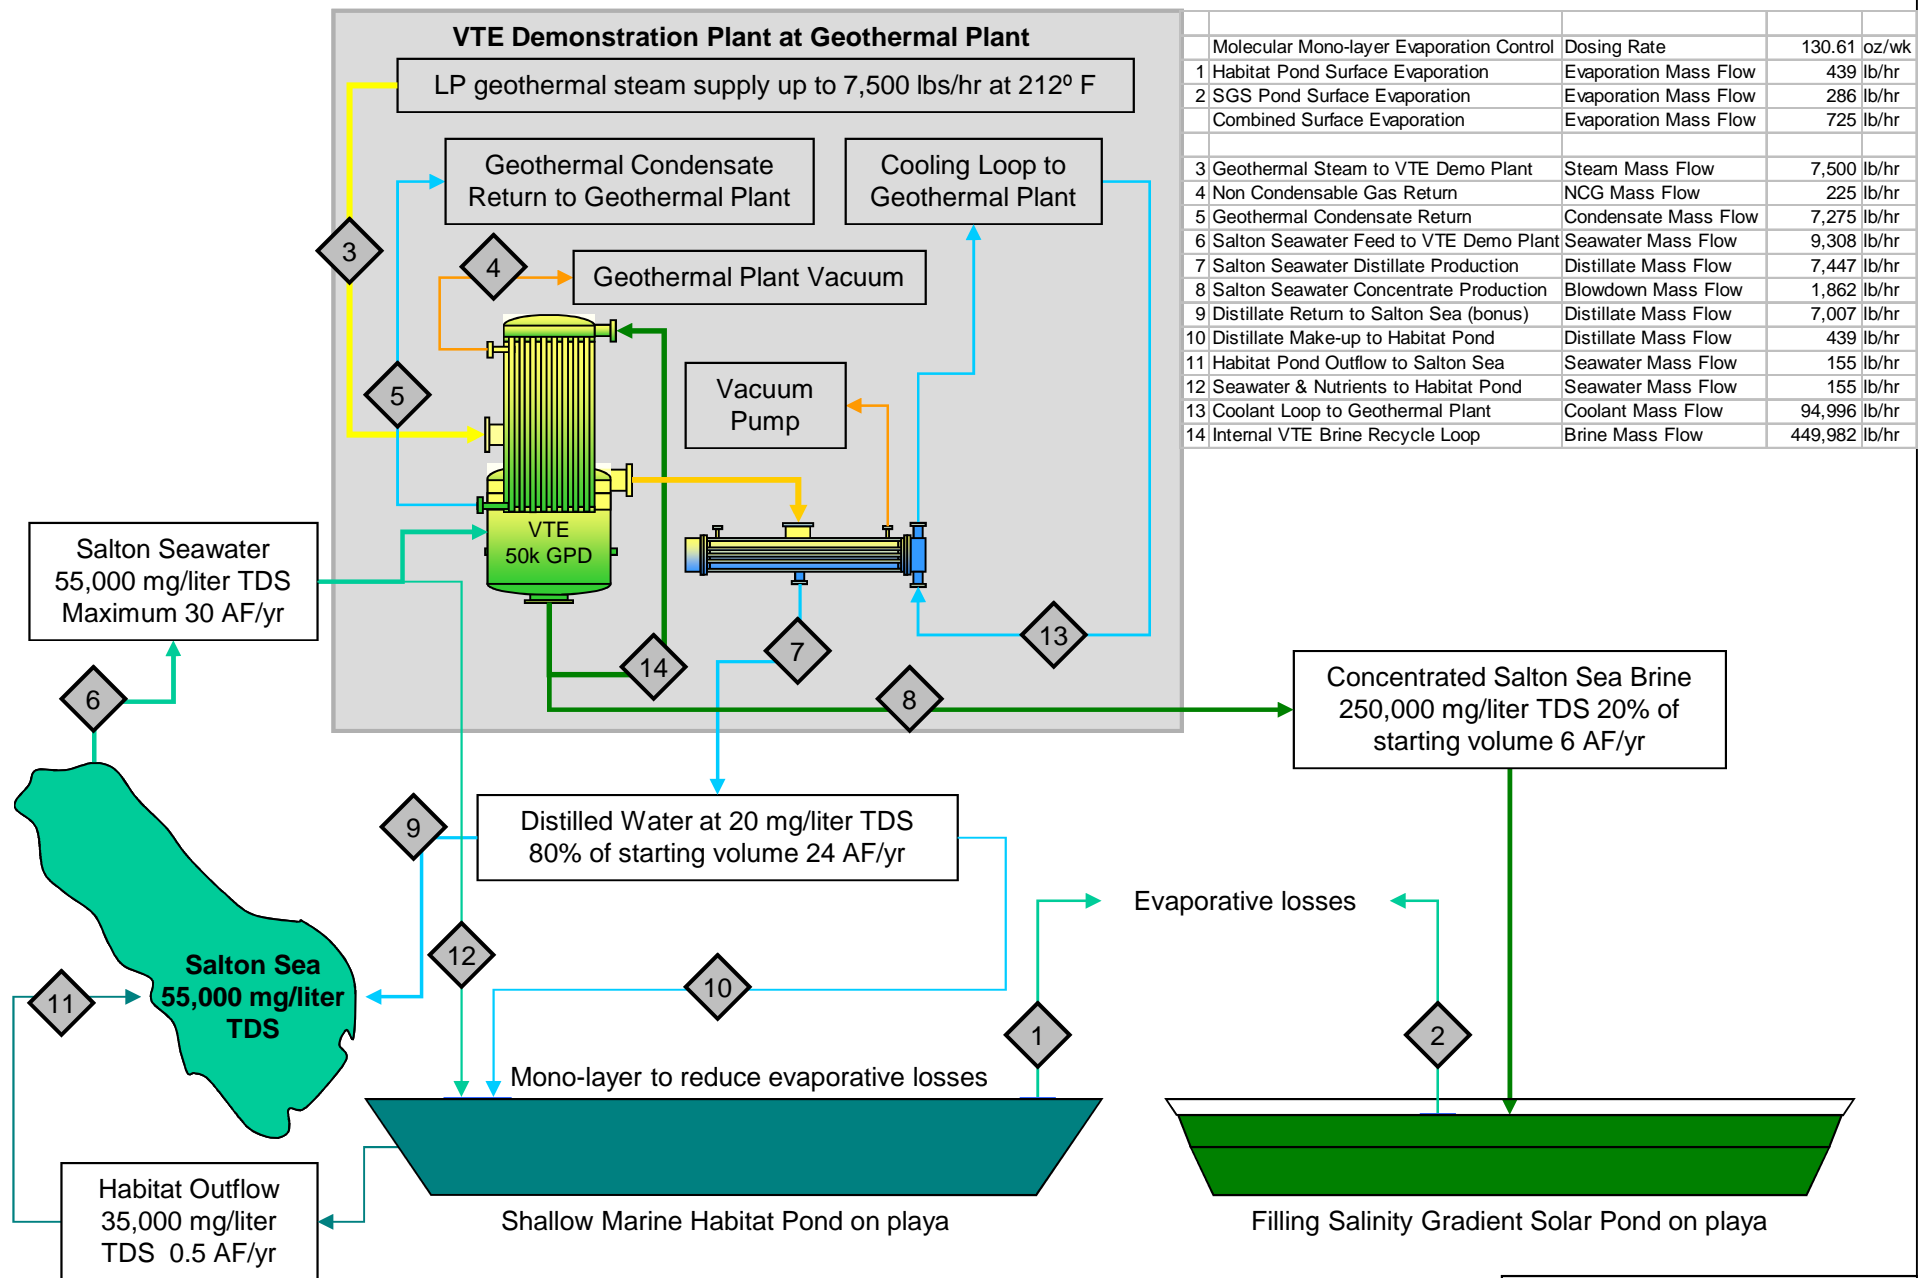 VTE Demonstration Plant at Geothermal Plant
LP geothermal steam supply up to 7,500 lbs/hr at 212º F
Geothermal Condensate
Return to Geothermal Plant
Cooling Loop to
Geothermal Plant
3
4
Geothermal Plant Vacuum
5
Vacuum
Pump
VTE
50k GPD
Molecular Mono-layer Evaporation Control Dosing Rate 130.61 oz/wk
1 Habitat Pond Surface Evaporation Evaporation Mass Flow 439 lb/hr
2 SGS Pond Surface Evaporation Evaporation Mass Flow 286 lb/hr
Combined Surface Evaporation Evaporation Mass Flow 725 lb/hr
3 Geothermal Steam to VTE Demo Plant Steam Mass Flow 7,500 lb/hr
4 Non Condensable Gas Return NCG Mass Flow 225 lb/hr
5 Geothermal Condensate Return Condensate Mass Flow 7,275 lb/hr
6 Salton Seawater Feed to VTE Demo Plant Seawater Mass Flow 9,308 lb/hr
7 Salton Seawater Distillate Production Distillate Mass Flow 7,447 lb/hr
8 Salton Seawater Concentrate Production Blowdown Mass Flow 1,862 lb/hr
9 Distillate Return to Salton Sea (bonus) Distillate Mass Flow 7,007 lb/hr
10 Distillate Make-up to Habitat Pond Distillate Mass Flow 439 lb/hr
11 Habitat Pond Outflow to Salton Sea Seawater Mass Flow 155 lb/hr
12 Seawater & Nutrients to Habitat Pond Seawater Mass Flow 155 lb/hr
13 Coolant Loop to Geothermal Plant Coolant Mass Flow 94,996 lb/hr
14 Internal VTE Brine Recycle Loop Brine Mass Flow 449,982 lb/hr
Salton Seawater
55,000 mg/liter TDS
Maximum 30 AF/yr
6
14
7
13
8
Concentrated Salton Sea Brine
250,000 mg/liter TDS 20% of
starting volume 6 AF/yr
9
Distilled Water at 20 mg/liter TDS
80% of starting volume 24 AF/yr
Evaporative losses
12
10
Salton Sea
55,000 mg/liter
TDS
11
1
2
Mono-layer to reduce evaporative losses
Habitat Outflow
35,000 mg/liter
TDS 0.5 AF/yr
Shallow Marine Habitat Pond on playa
Filling Salinity Gradient Solar Pond on playa